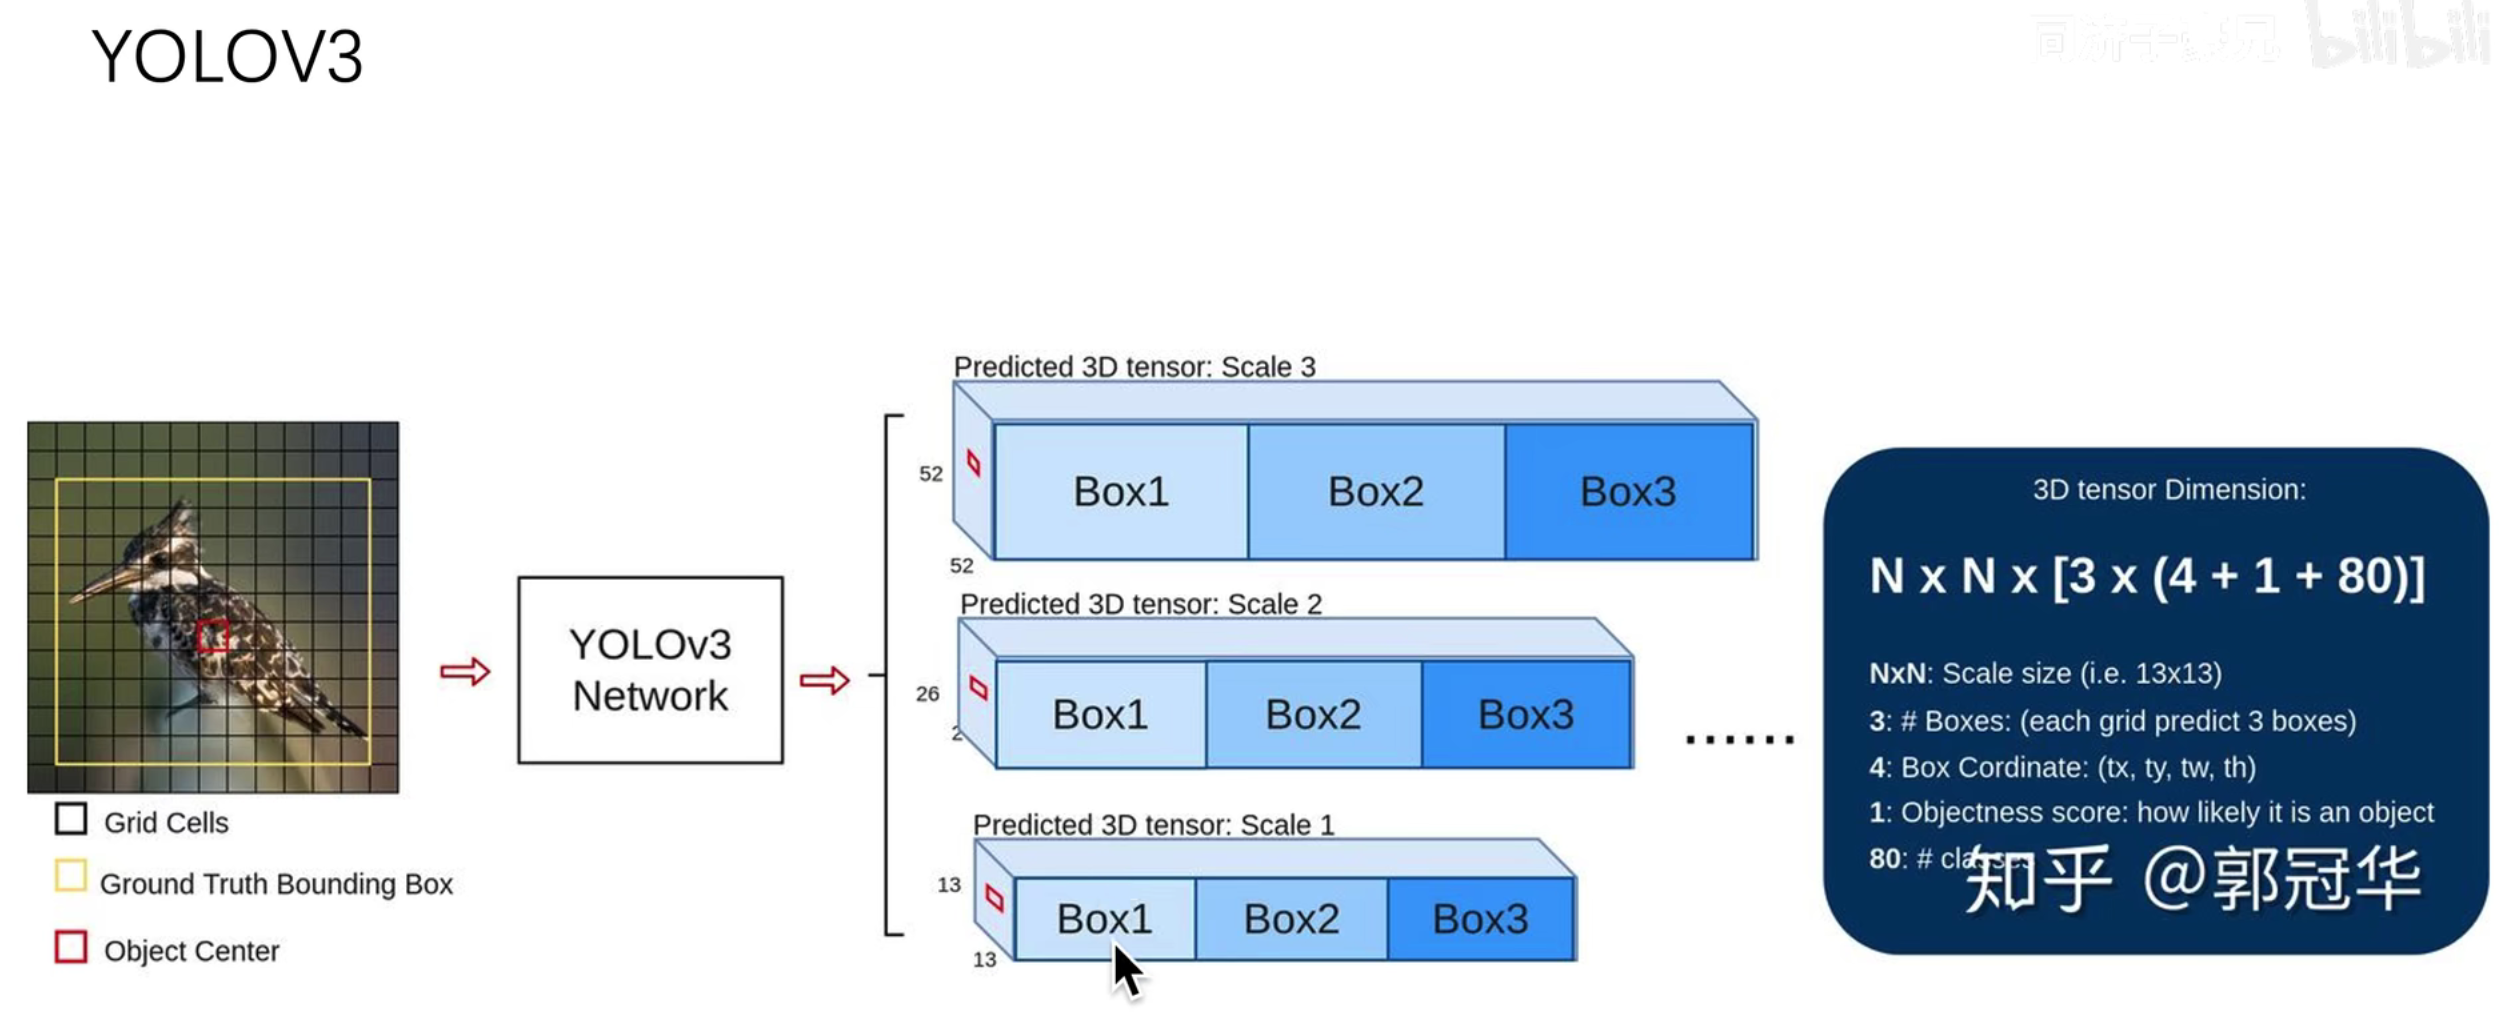 YOLOV3
bilibili
Predicted 3D tensor: Scale 3
52
Box1
Box2
Box3
52
Predicted 3D tensor: Scale 2
26
Box1
Box2
Box3
2
Predicted 3D tensor: Scale 1
13
Box1
Box2
Box3
13
YOLOv3
Network
Grid Cells
Ground Truth Bounding Box
Object Center
......
3D tensor Dimension:
N x N x [3 x (4 + 1 + 80)]
NxN: Scale size (i.e. 13x13)
3: # Boxes: (each grid predict 3 boxes)
4: Box Cordinate: (tx, ty, tw, th)
1: Objectness score: how likely it is an object
80: # classes
知乎 @郭冠华